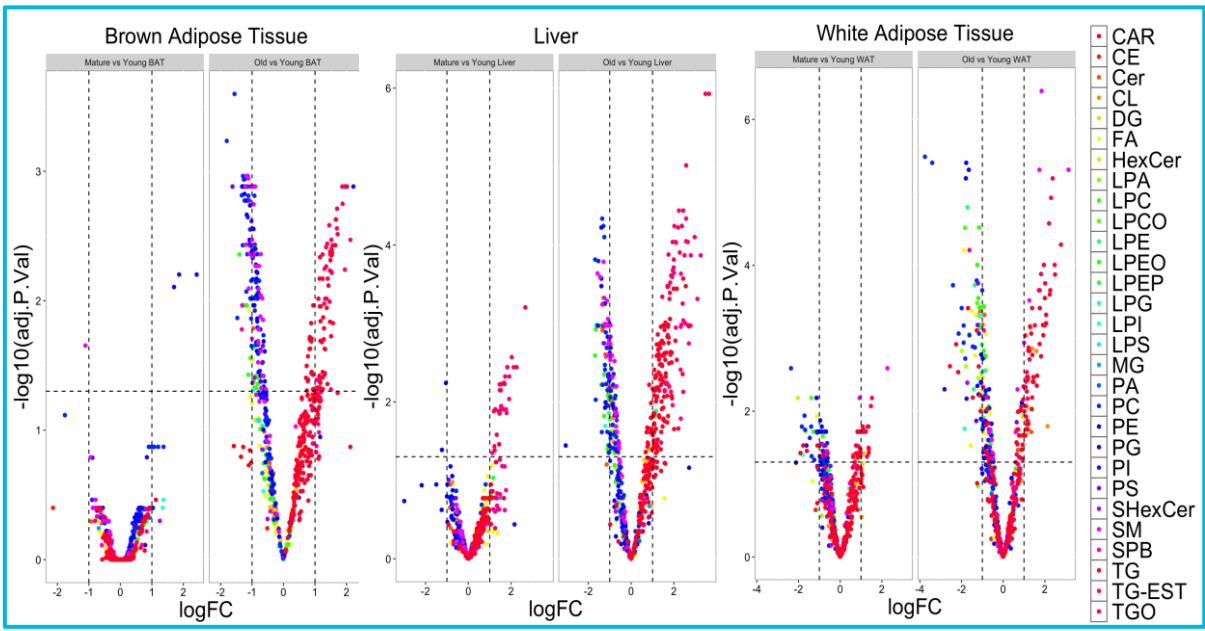 Brown Adipose Tissue
Liver
White Adipose Tissue
Mature vs Young BAT
Old vs Young BAT
Mature vs Young Liver
Old vs Young Liver
Mature vs Young WAT
Old vs Young WAT
-log10(adj.P.Val)
3
2
1
0
-2
-1
0
1
2
-2
-1
0
1
2
logFC
-log10(adj.P.Val)
6
4
2
0
-2
0
2
-2
0
2
logFC
-log10(adj.P.Val)
6
4
2
0
-4
-2
0
2
-4
-2
0
2
logFC
CAR
CE
Cer
CL
DG
FA
HexCer
LPA
LPC
LPCO
LPE
LPEO
LPEP
LPG
LPI
LPS
MG
PA
PC
PE
PG
PI
PS
SHexCer
SM
SPB
TG
TG-EST
TGO